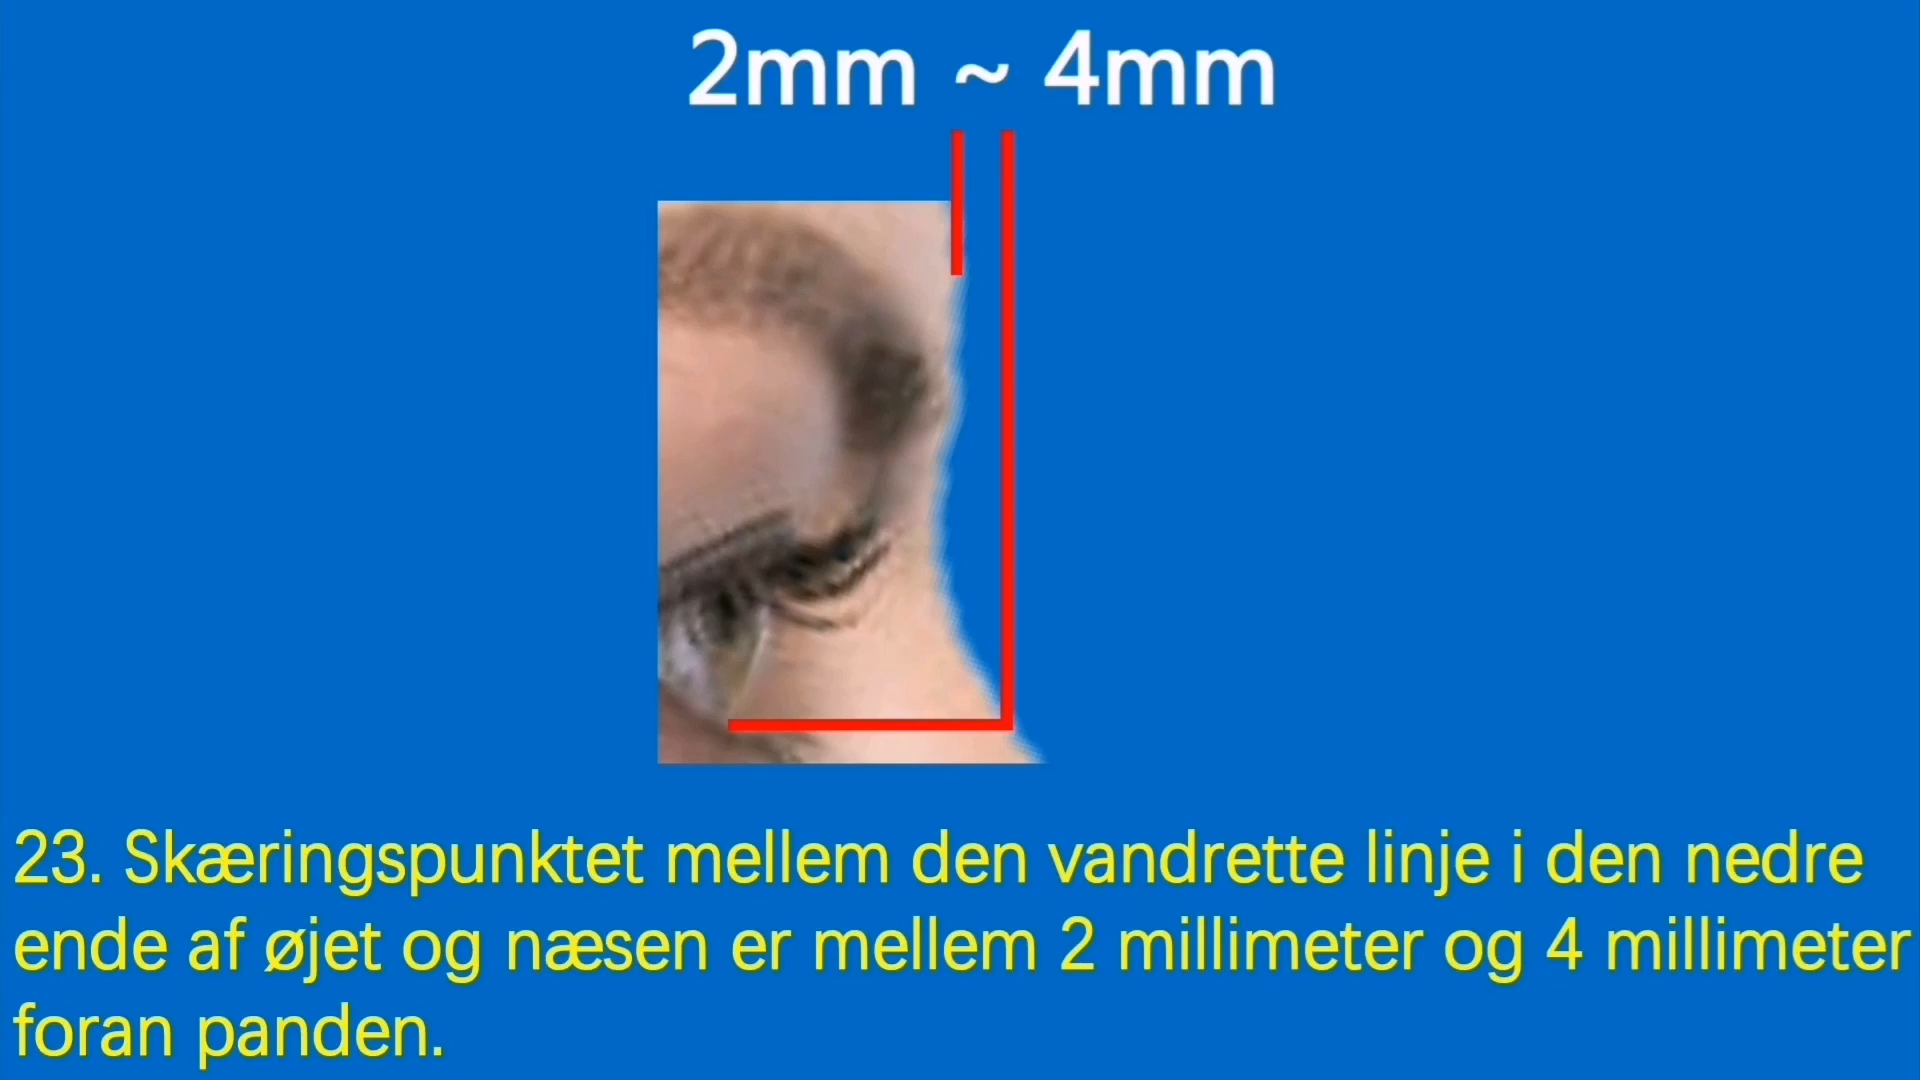 2mm ~ 4mm
23. Skæringspunktet mellem den vandrette linje i den nedre
ende af øjet og næsen er mellem 2 millimeter og 4 millimeter
foran panden.